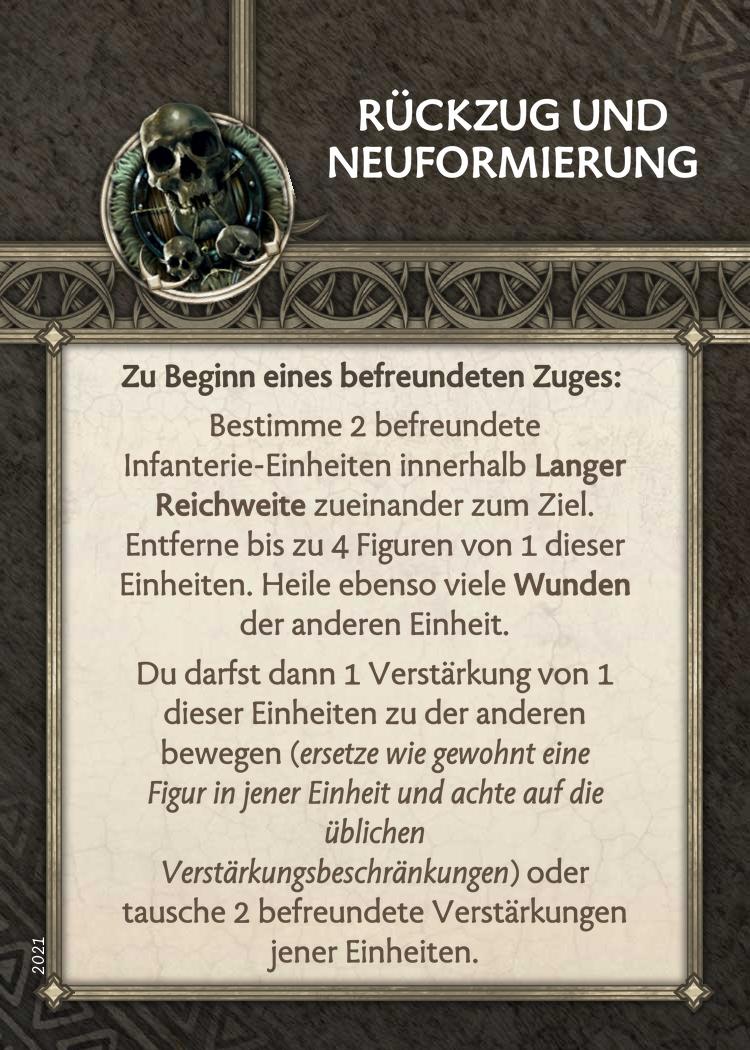 RÜCKZUG UND
NEUFORMIERUNG
Zu Beginn eines befreundeten Zuges:
Bestimme 2 befreundete
Infanterie-Einheiten innerhalb Langer
Reichweite zueinander zum Ziel.
Entferne bis zu 4 Figuren von 1 dieser
Einheiten. Heile ebenso viele Wunden
der anderen Einheit.
Du darfst dann 1 Verstärkung von 1
dieser Einheiten zu der anderen
bewegen (ersetze wie gewohnt eine
Figur in jener Einheit und achte auf die
üblichen
Verstärkungsbeschränkungen) oder
tausche 2 befreundete Verstärkungen
jener Einheiten.
2021